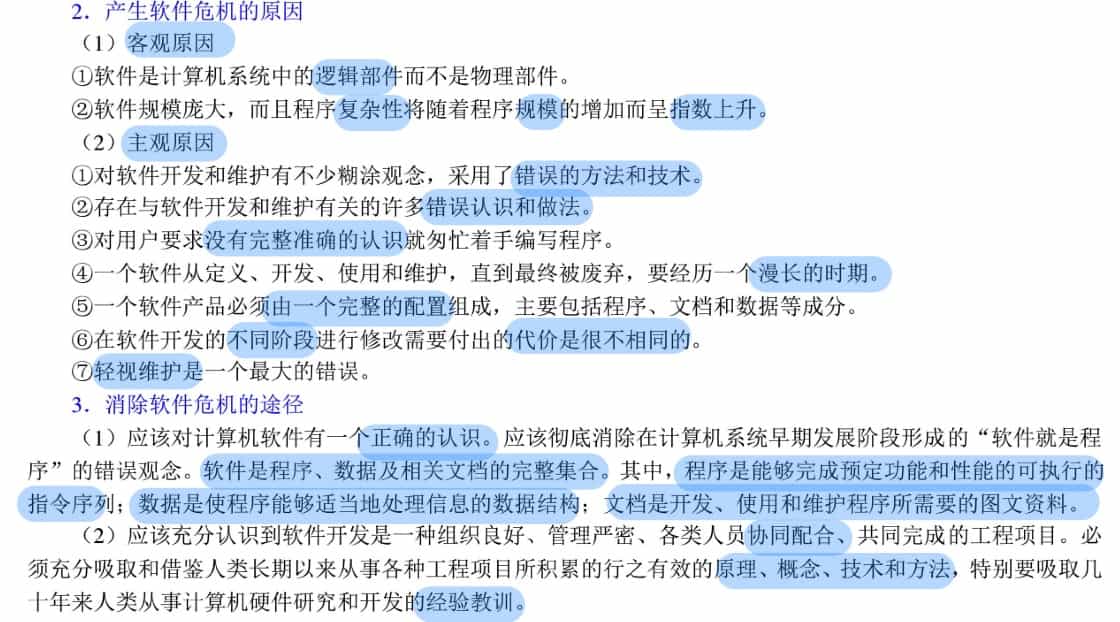 2．产生软件危机的原因
（1）客观原因
①软件是计算机系统中的逻辑部件而不是物理部件。
②软件规模庞大，而且程序复杂性将随着程序规模的增加而呈指数上升。
（2）主观原因
①对软件开发和维护有不少糊涂观念，采用了错误的方法和技术。
②存在与软件开发和维护有关的许多错误认识和做法。
③对用户要求没有完整准确的认识就匆忙着手编写程序。
④一个软件从定义、开发、使用和维护，直到最终被废弃，要经历一个漫长的时期。
⑤一个软件产品必须由一个完整的配置组成，主要包括程序、文档和数据等成分。
⑥在软件开发的不同阶段进行修改需要付出的代价是很不相同的。
⑦轻视维护是一个最大的错误。
3．消除软件危机的途径
（1）应该对计算机软件有一个正确的认识。应该彻底消除在计算机系统早期发展阶段形成的“软件就是程
序”的错误观念。软件是程序、数据及相关文档的完整集合。其中，程序是能够完成预定功能和性能的可执行的
指令序列；数据是使程序能够适当地处理信息的数据结构；文档是开发、使用和维护程序所需要的图文资料。
（2）应该充分认识到软件开发是一种组织良好、管理严密、各类人员协同配合、共同完成的工程项目。必
须充分吸取和借鉴人类长期以来从事各种工程项目所积累的行之有效的原理、概念、技术和方法，特别要吸取几
十年来人类从事计算机硬件研究和开发的经验教训。